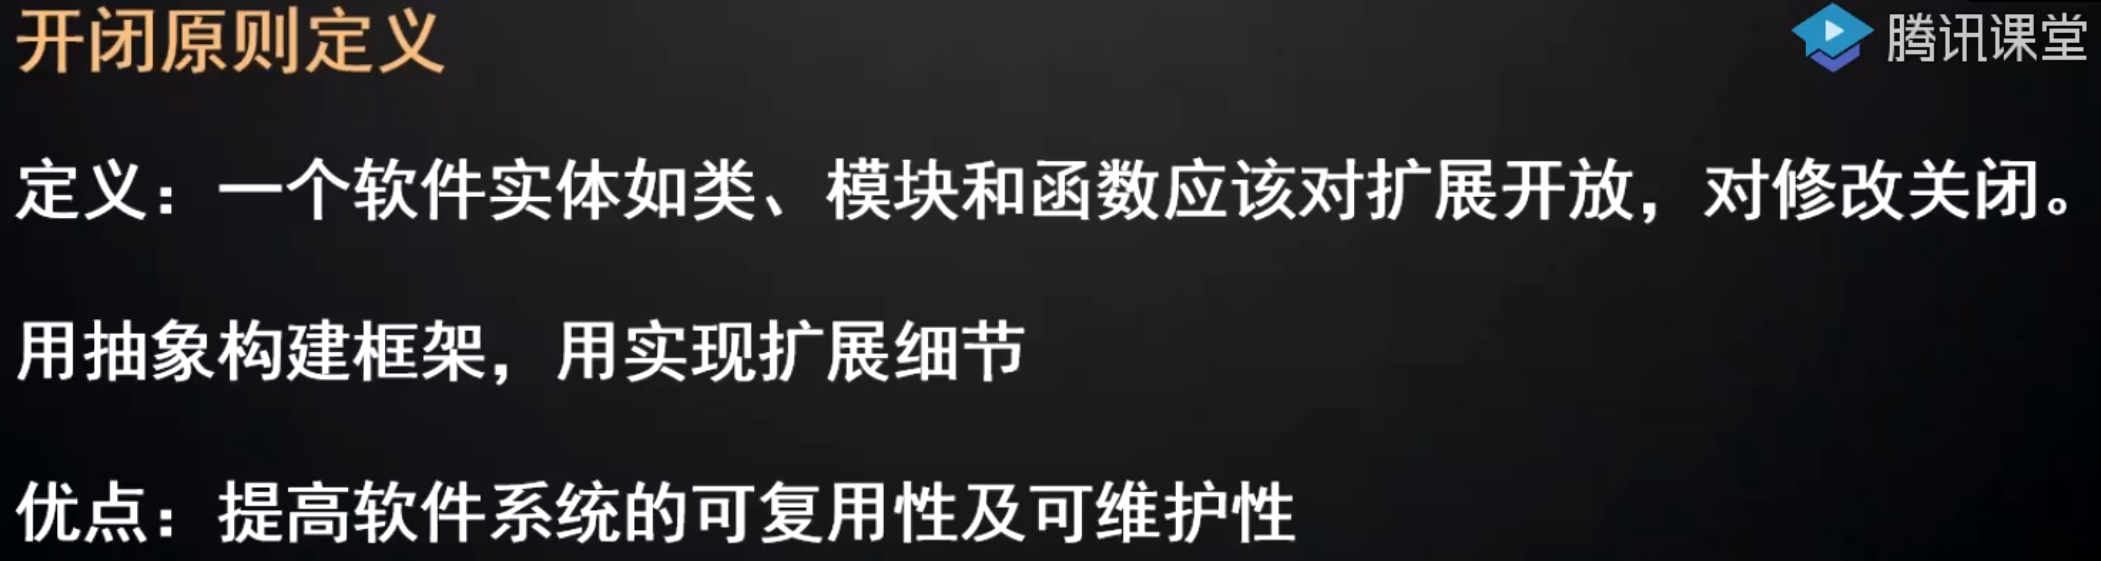 开闭原则定义
腾讯课堂
定义：一个软件实体如类、模块和函数应该对扩展开放，对修改关闭。
用抽象构建框架，用实现扩展细节
优点：提高软件系统的可复用性及可维护性